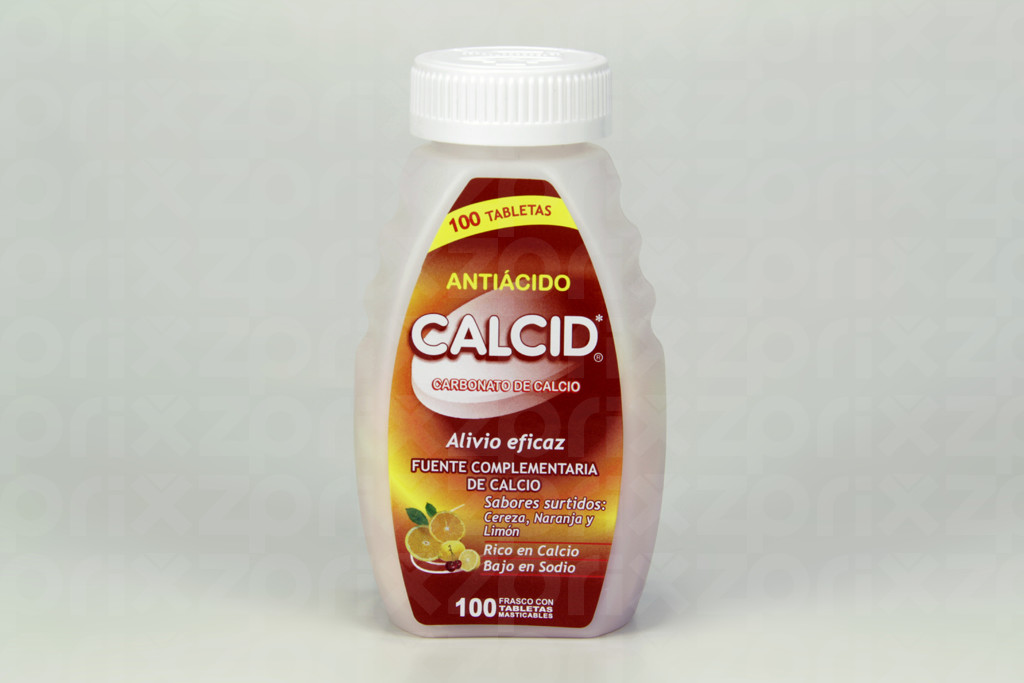 100 TABLETAS
ANTIÁCIDO
CALCID*®
CARBONATO DE CALCIO
Alivio eficaz
FUENTE COMPLEMENTARIA
DE CALCIO
Sabores surtidos:
Cereza, Naranja y
Limón
Rico en Calcio
Bajo en Sodio
100 FRASCO CON
TABLETAS
MASTICABLES
zprix